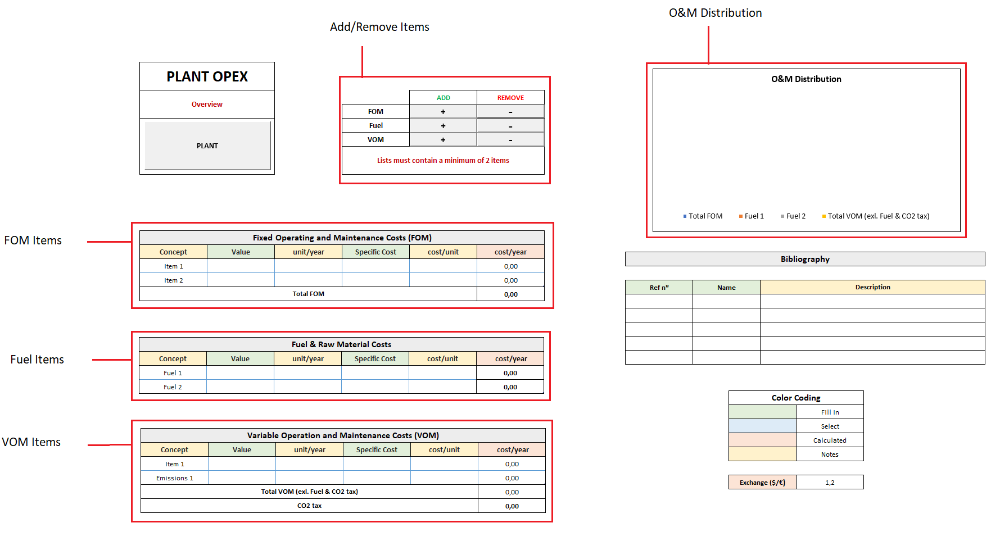 O&M Distribution
Add/Remove Items
PLANT OPEX
Overview
PLANT
ADD REMOVE
FOM + -
Fuel + -
VOM + -
Lists must contain a minimum of 2 items
O&M Distribution
Total FOM Fuel 1 Fuel 2 Total VOM (exl. Fuel & CO2 tax)
FOM Items
Fixed Operating and Maintenance Costs (FOM)
Concept Value unit/year Specific Cost cost/unit cost/year
Item 1 0,00
Item 2 0,00
Total FOM 0,00
Fuel Items
Fuel & Raw Material Costs
Concept Value unit/year Specific Cost cost/unit cost/year
Fuel 1 0,00
Fuel 2 0,00
VOM Items
Variable Operation and Maintenance Costs (VOM)
Concept Value unit/year Specific Cost cost/unit cost/year
Item 1 0,00
Emissions 1 0,00
Total VOM (exl. Fuel & CO2 tax) 0,00
CO2 tax 0,00
Bibliography
Ref nº Name Description
Color Coding
Fill In
Select
Calculated
Notes
Exchange ($/€) 1,2